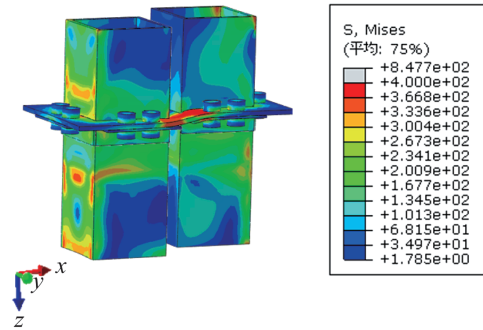 S, Mises
(平均: 75%)
+8.477e+02
+4.000e+02
+3.668e+02
+3.336e+02
+3.004e+02
+2.673e+02
+2.341e+02
+2.009e+02
+1.677e+02
+1.345e+02
+1.013e+02
+6.815e+01
+3.497e+01
+1.785e+00
x
y
z